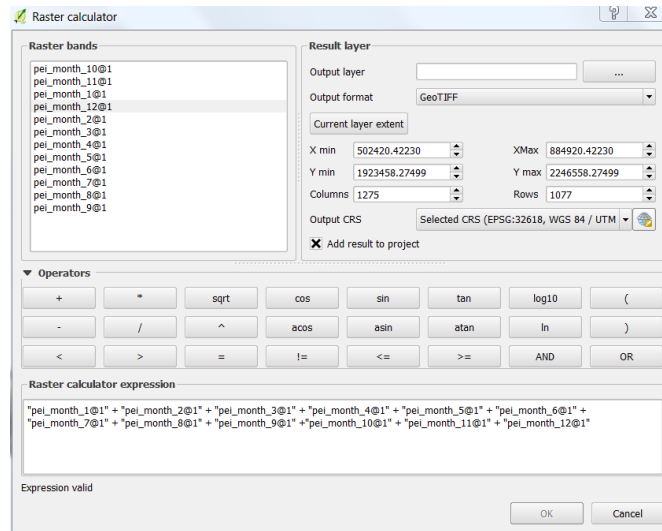 Raster calculator
Raster bands
pei_month_10@1
pei_month_11@1
pei_month_1@1
pei_month_12@1
pei_month_2@1
pei_month_3@1
pei_month_4@1
pei_month_5@1
pei_month_6@1
pei_month_7@1
pei_month_8@1
pei_month_9@1
Result layer
Output layer ...
Output format GeoTIFF
Current layer extent
X min 502420.42230 XMax 884920.42230
Y min 1923458.27499 Y max 2246558.27499
Columns 1275 Rows 1077
Output CRS Selected CRS (EPSG:32618, WGS 84 / UTM
Add result to project
Operators
+ * sqrt cos sin tan log10 (
- / ^ acos asin atan ln )
< > = != <= >= AND OR
Raster calculator expression
"pei_month_1@1" + "pei_month_2@1" + "pei_month_3@1" + "pei_month_4@1" + "pei_month_5@1" + "pei_month_6@1" +
"pei_month_7@1" + "pei_month_8@1" + "pei_month_9@1" +"pei_month_10@1" + "pei_month_11@1" + "pei_month_12@1"
Expression valid
OK Cancel